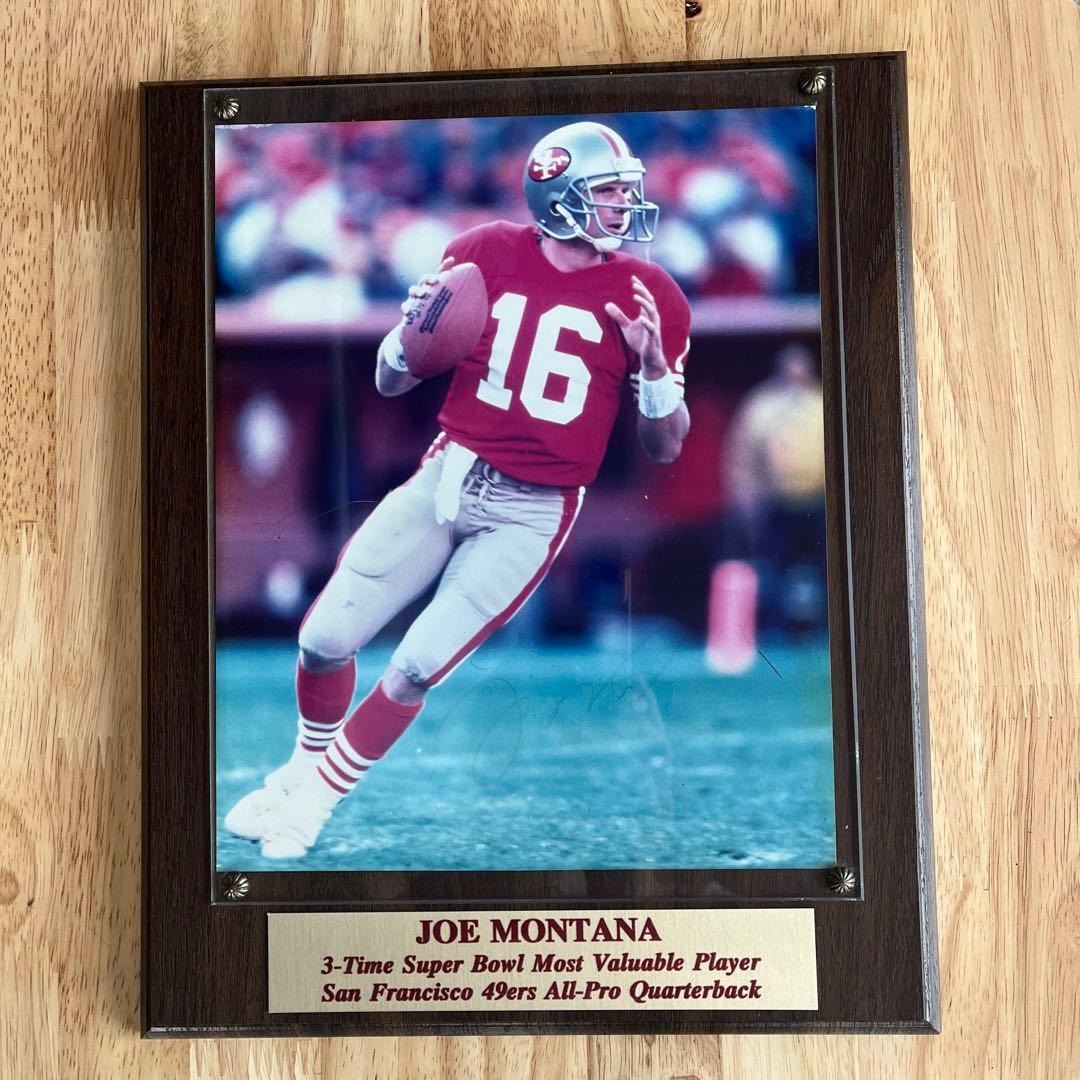 16
JOE MONTANA
3-Time Super Bowl Most Valuable Player
San Francisco 49ers All-Pro Quarterback